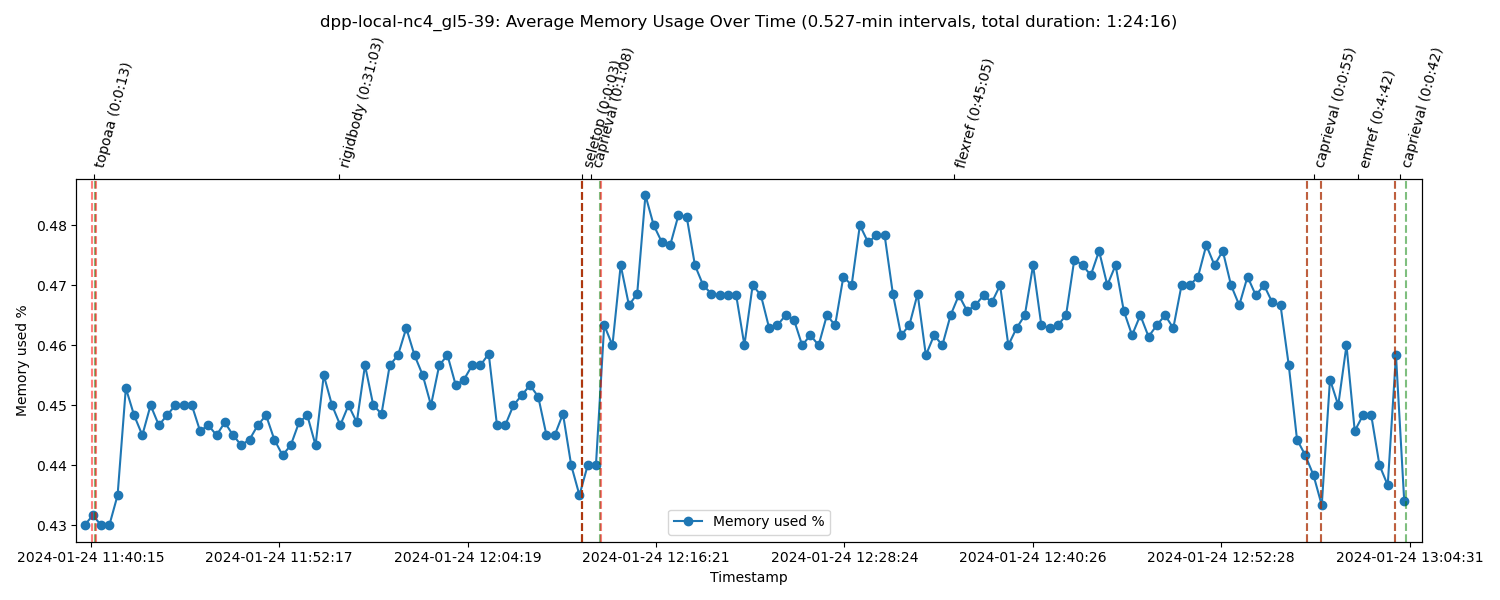 dpp-local-nc4_gl5-39: Average Memory Usage Over Time (0.527-min intervals, total duration: 1:24:16)
topoaa (0:0:13)
rigidbody (0:31:03)
seletop (0:0:03)
caprieval (0:1:08)
flexref (0:45:05)
caprieval (0:0:55)
emref (0:4:42)
caprieval (0:0:42)
Memory used %
0.48
0.47
0.46
0.45
0.44
0.43
Memory used %
2024-01-24 11:40:15
2024-01-24 11:52:17
2024-01-24 12:04:19
2024-01-24 12:16:21
2024-01-24 12:28:24
2024-01-24 12:40:26
2024-01-24 12:52:28
2024-01-24 13:04:31
Timestamp